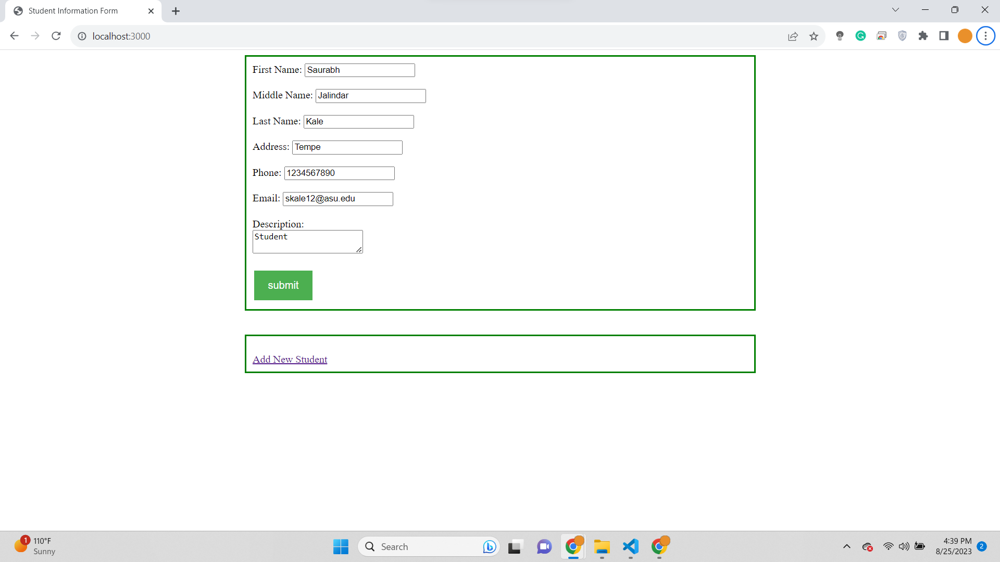 Student Information Form
localhost:3000
First Name: Saurabh
Middle Name: Jalindar
Last Name: Kale
Address: Tempe
Phone: 1234567890
Email: skale12@asu.edu
Description:
Student
submit
Add New Student
1
110°F
Sunny
Search
4:39 PM
8/25/2023
2